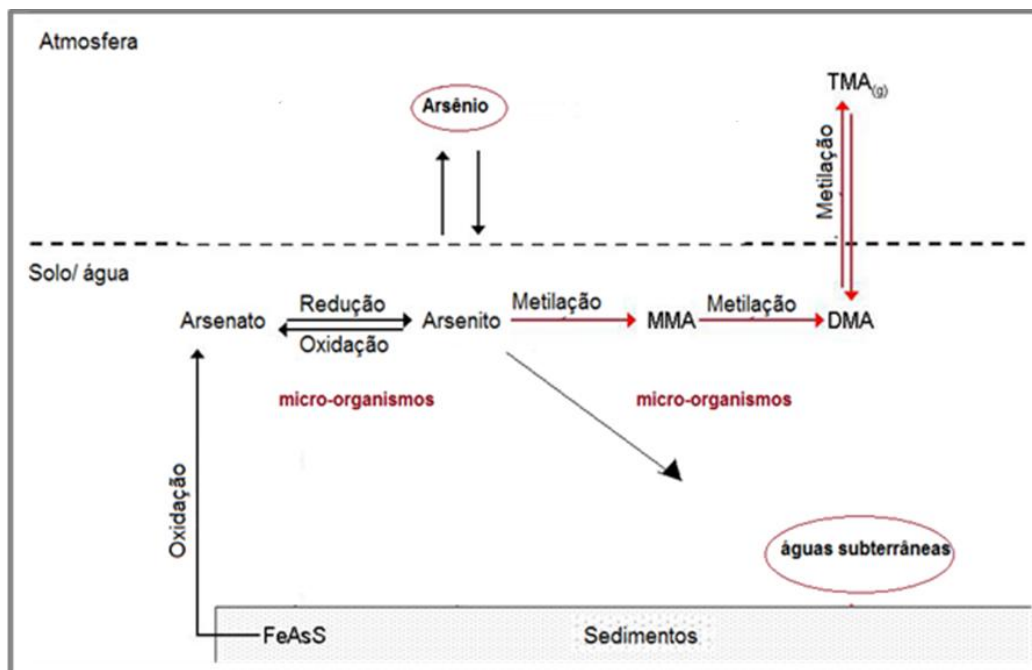 Atmosfera
Arsênio
TMA(g)
Metilação
Solo/ água
Arsenato
Redução
Oxidação
Arsenito
Metilação
MMA
Metilação
DMA
micro-organismos
micro-organismos
Oxidação
águas subterrâneas
FeAsS
Sedimentos